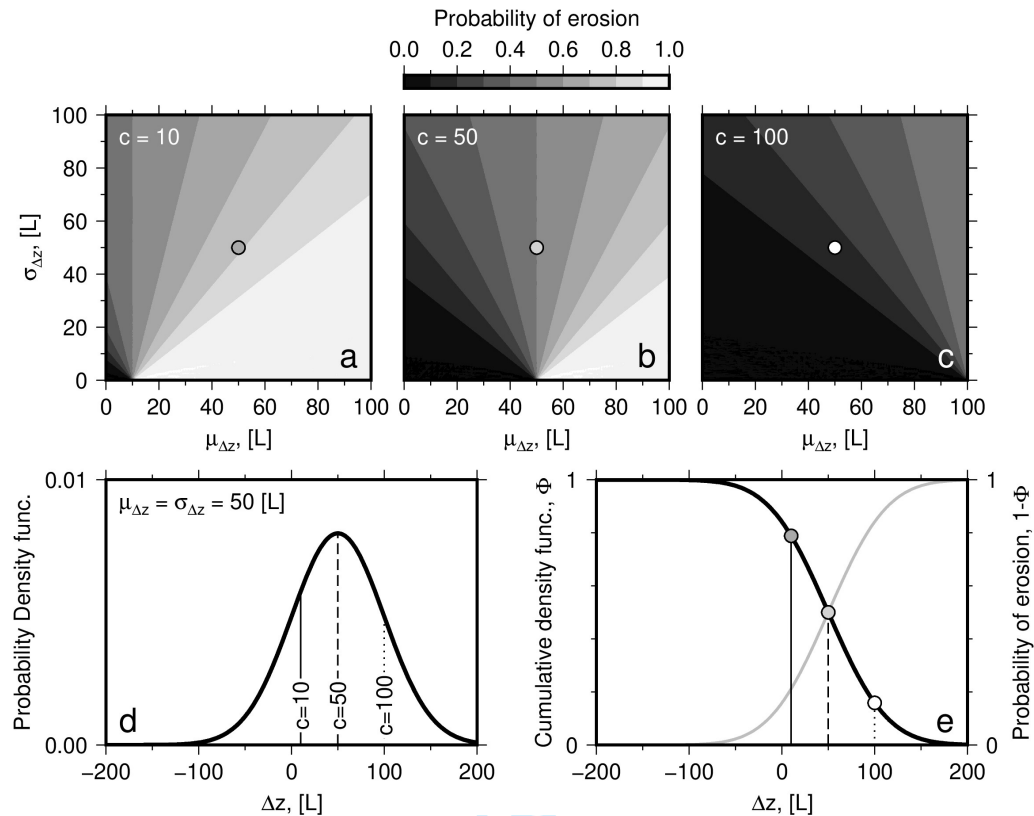 Probability of erosion
0.0 0.2 0.4 0.6 0.8 1.0
100
80
60
40
20
0
σΔz, [L]
c = 10
a
0 20 40 60 80 100
μΔz, [L]
c = 50
b
0 20 40 60 80 100
μΔz, [L]
c = 100
c
0 20 40 60 80 100
μΔz, [L]
0.01
0.00
Probability Density func.
μΔz = σΔz = 50 [L]
c=10
c=50
c=100
d
−200 −100 0 100 200
Δz, [L]
1
0
Cumulative density func., Φ
e
1
0
Probability of erosion, 1-Φ
−200 −100 0 100 200
Δz, [L]